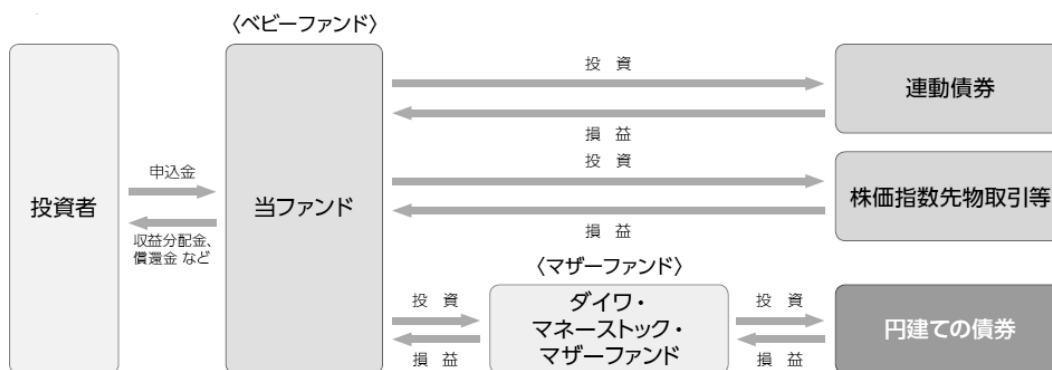 〈ベビーファンド〉
投資者
申込金
収益分配金、
償還金 など
当ファンド
投 資
損 益
連動債券
投 資
損 益
株価指数先物取引等
〈マザーファンド〉
投 資
損 益
ダイワ・
マネーストック・
マザーファンド
投 資
損 益
円建ての債券